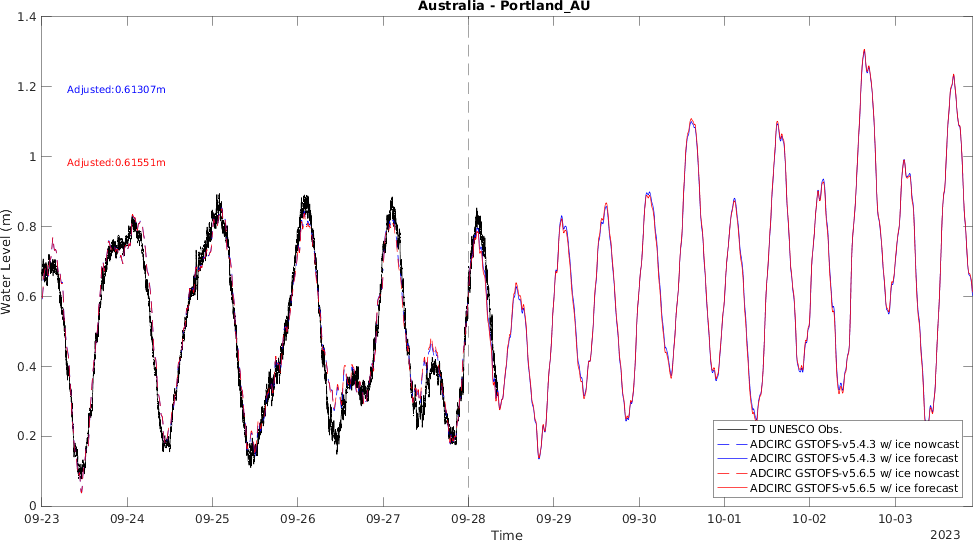 Australia - Portland_AU
1.4
1.2
1
0.8
0.6
0.4
0.2
0
Water Level (m)
Adjusted:0.61307m
Adjusted:0.61551m
TD UNESCO Obs.
ADCIRC GSTOFS-v5.4.3 w/ ice nowcast
ADCIRC GSTOFS-v5.4.3 w/ ice forecast
ADCIRC GSTOFS-v5.6.5 w/ ice nowcast
ADCIRC GSTOFS-v5.6.5 w/ ice forecast
09-23 09-24 09-25 09-26 09-27 09-28 09-29 09-30 10-01 10-02 10-03
Time
2023